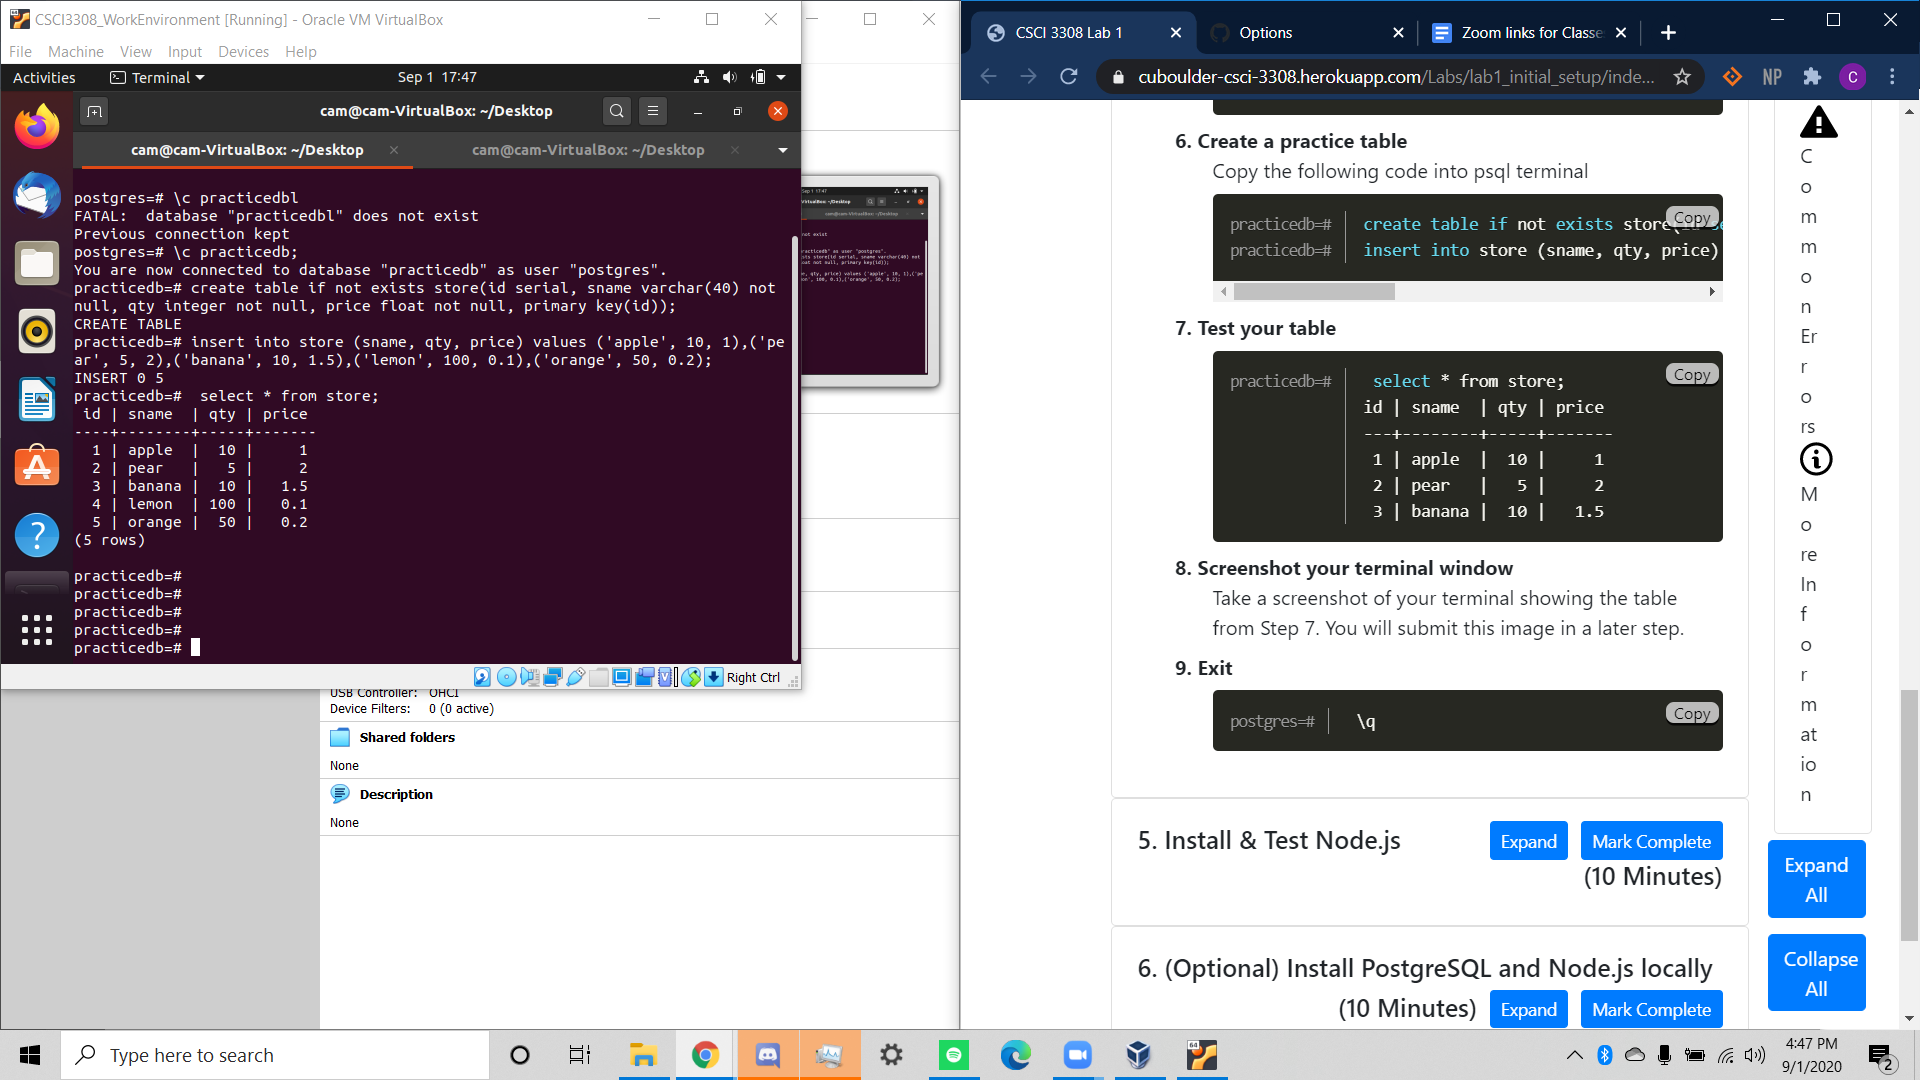 CSCI3308_WorkEnvironment [Running] - Oracle VM VirtualBox
File Machine View Input Devices Help
Activities Terminal Sep 1 17:47
cam@cam-VirtualBox: ~/Desktop
cam@cam-VirtualBox: ~/Desktop cam@cam-VirtualBox: ~/Desktop
postgres=# \c practicedbl
FATAL:  database "practicedbl" does not exist
Previous connection kept
postgres=# \c practicedb;
You are now connected to database "practicedb" as user "postgres".
practicedb=# create table if not exists store(id serial, sname varchar(40) not
null, qty integer not null, price float not null, primary key(id));
CREATE TABLE
practicedb=# insert into store (sname, qty, price) values ('apple', 10, 1),('pe
ar', 5, 2),('banana', 10, 1.5),('lemon', 100, 0.1),('orange', 50, 0.2);
INSERT 0 5
practicedb=#  select * from store;
id | sname  | qty | price
----+--------+-----+-------
1 | apple  |  10 |     1
2 | pear   |   5 |     2
3 | banana |  10 |   1.5
4 | lemon  | 100 |   0.1
5 | orange |  50 |   0.2
(5 rows)
practicedb=#
practicedb=#
practicedb=#
practicedb=#
practicedb=#
Right Ctrl
USB Controller: OHCI
Device Filters: 0 (0 active)
Shared folders
None
Description
None
CSCI 3308 Lab 1 Options Zoom links for Classe
cuboulder-csci-3308.herokuapp.com/Labs/lab1_initial_setup/inde... NP C
6. Create a practice table
Copy the following code into psql terminal
Copy
practicedb=# create table if not exists store(id se
practicedb=# insert into store (sname, qty, price)
7. Test your table
Copy
practicedb=# select * from store;
id | sname  | qty | price
---+--------+-----+-------
1 | apple  |  10 |     1
2 | pear   |   5 |     2
3 | banana |  10 |   1.5
8. Screenshot your terminal window
Take a screenshot of your terminal showing the table
from Step 7. You will submit this image in a later step.
9. Exit
Copy
postgres=# \q
5. Install & Test Node.js Expand Mark Complete
(10 Minutes)
6. (Optional) Install PostgreSQL and Node.js locally
(10 Minutes) Expand Mark Complete
C
o
m
m
o
n
Er
r
o
rs
M
o
re
In
f
o
r
m
at
io
n
Expand
All
Collapse
All
Type here to search
64
4:47 PM
9/1/2020
2